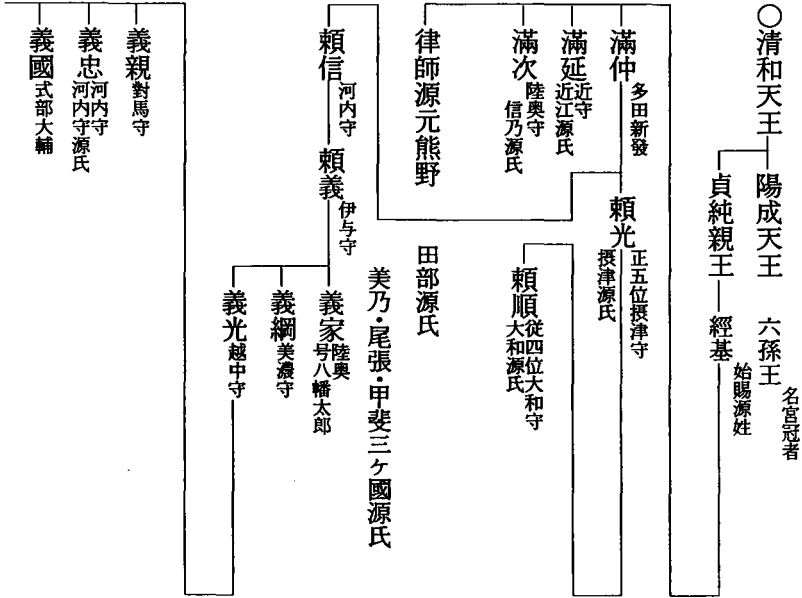 ○清和天王
陽成天王
六孫王
名宮冠者
貞純親王
經基
始賜源姓
滿仲
多田新發
頼光
正五位摂津守
摂津源氏
滿延
近守
近江源氏
滿次
陸奥守
信乃源氏
頼順
従四位大和守
大和源氏
律師源元熊野
田部源氏
美乃・尾張・甲斐三ヶ國源氏
頼信
河内守
頼義
伊与守
義家
陸奥
号八幡太郎
義綱
美濃守
義光
越中守
義親
對馬守
義忠
河内守
河内守源氏
義國
式部大輔